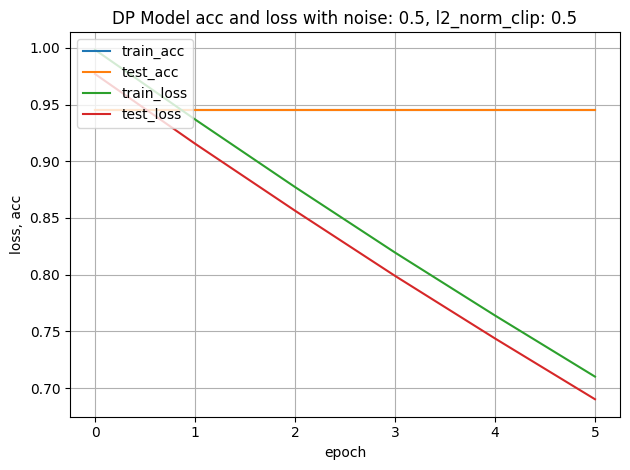 DP Model acc and loss with noise: 0.5, l2_norm_clip: 0.5
1.00
0.95
0.90
0.85
0.80
0.75
0.70
loss, acc
train_acc
test_acc
train_loss
test_loss
0 1 2 3 4 5
epoch